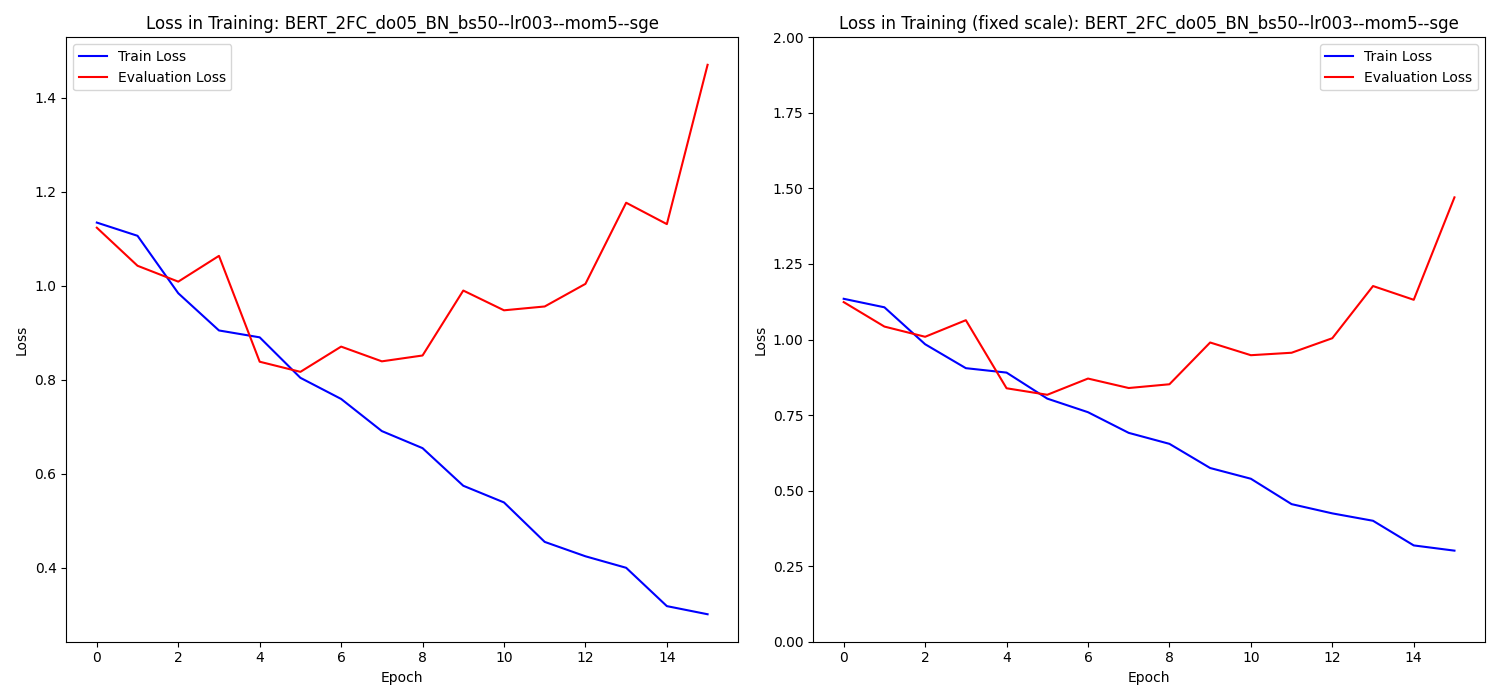 Loss in Training: BERT_2FC_do05_BN_bs50--lr003--mom5--sge
Train Loss
Evaluation Loss
1.4
1.2
1.0
0.8
0.6
0.4
Loss
0 2 4 6 8 10 12 14
Epoch
Loss in Training (fixed scale): BERT_2FC_do05_BN_bs50--lr003--mom5--sge
Train Loss
Evaluation Loss
2.00
1.75
1.50
1.25
1.00
0.75
0.50
0.25
0.00
Loss
0 2 4 6 8 10 12 14
Epoch